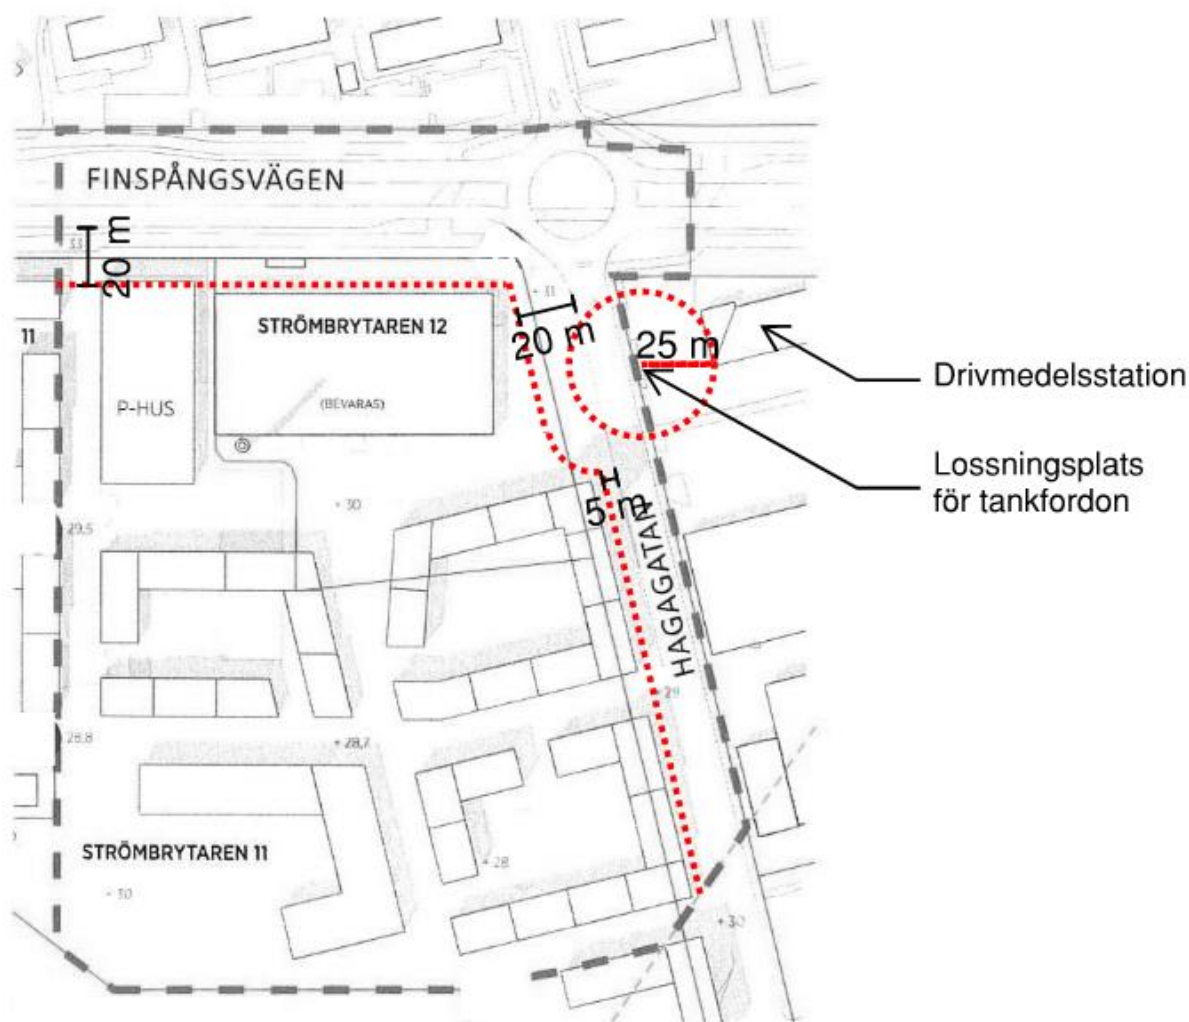 FINSPÅNGSVÄGEN
33
20 m
STRÖMBRYTAREN 12
+ 31
20 m
25 m
11
P-HUS
(BEVARAS)
Drivmedelsstation
Lossningsplats
för tankfordon
+ 30
5 m
29,5
HAGAGATAN
+ 29
28,8
+ 28,7
STRÖMBRYTAREN 11
+ 28
+ 30
+ 30